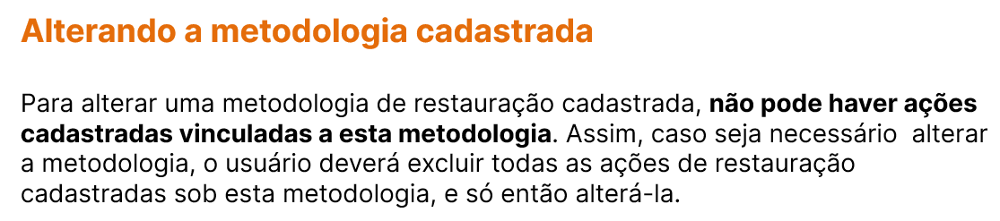 Alterando a metodologia cadastrada
Para alterar uma metodologia de restauração cadastrada, não pode haver ações
cadastradas vinculadas a esta metodologia. Assim, caso seja necessário  alterar
a metodologia, o usuário deverá excluir todas as ações de restauração
cadastradas sob esta metodologia, e só então alterá-la.